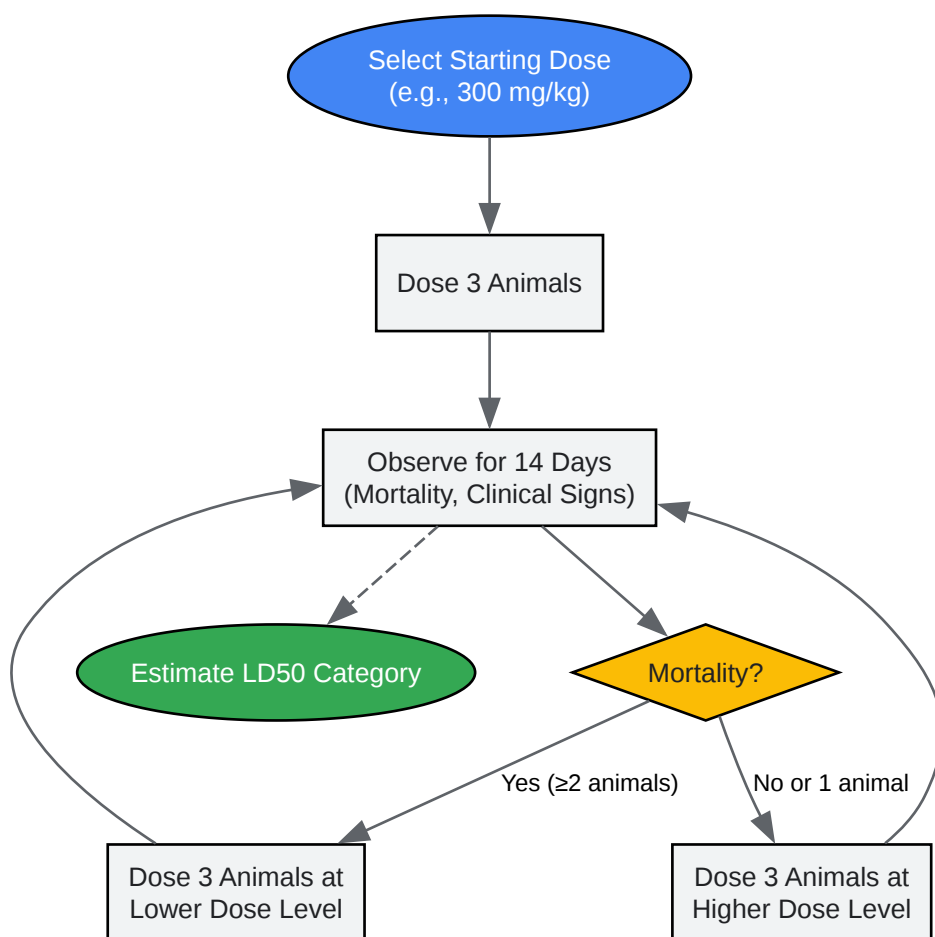 Select Starting Dose
(e.g., 300 mg/kg)
Dose 3 Animals
Observe for 14 Days
(Mortality, Clinical Signs)
Estimate LD50 Category
Mortality?
Yes (≥2 animals)
No or 1 animal
Dose 3 Animals at
Lower Dose Level
Dose 3 Animals at
Higher Dose Level